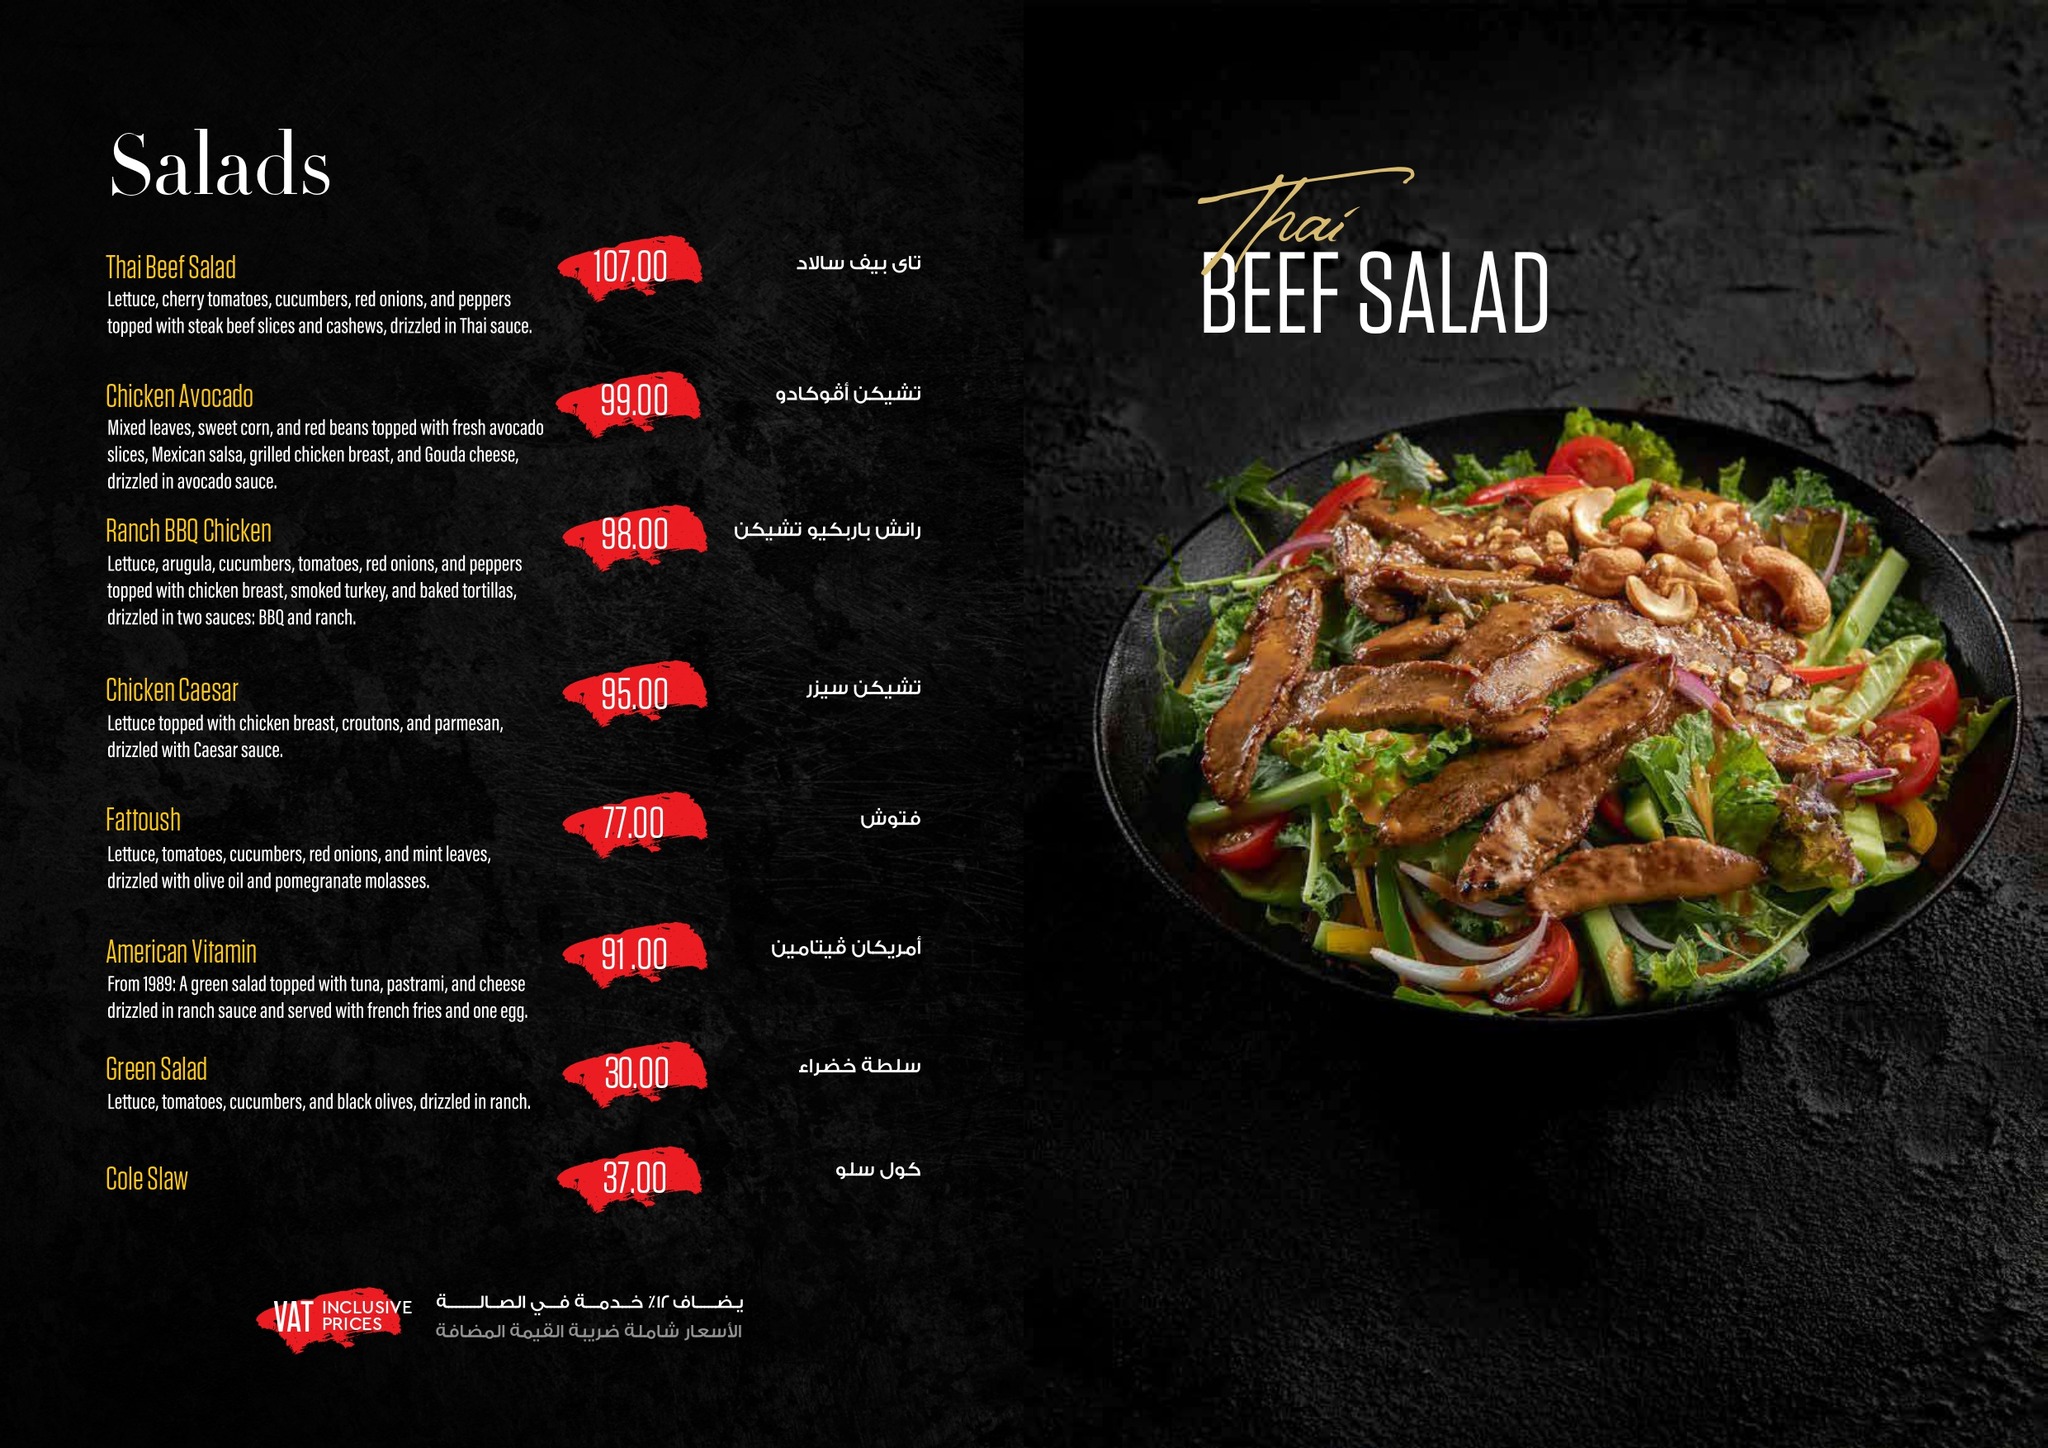 Salads
Thai Beef Salad
107.00
تاى بيف سالاد
Lettuce, cherry tomatoes, cucumbers, red onions, and peppers
topped with steak beef slices and cashews, drizzled in Thai sauce.
Chicken Avocado
99.00
تشيكن أڤوكادو
Mixed leaves, sweet corn, and red beans topped with fresh avocado
slices, Mexican salsa, grilled chicken breast, and Gouda cheese,
drizzled in avocado sauce.
Ranch BBQ Chicken
98.00
رانش باربكيو تشيكن
Lettuce, arugula, cucumbers, tomatoes, red onions, and peppers
topped with chicken breast, smoked turkey, and baked tortillas,
drizzled in two sauces: BBQ and ranch.
Chicken Caesar
95.00
تشيكن سيزر
Lettuce topped with chicken breast, croutons, and parmesan,
drizzled with Caesar sauce.
Fattoush
77.00
فتوش
Lettuce, tomatoes, cucumbers, red onions, and mint leaves,
drizzled with olive oil and pomegranate molasses.
American Vitamin
91.00
أمريكان ڤيتامين
From 1989: A green salad topped with tuna, pastrami, and cheese
drizzled in ranch sauce and served with french fries and one egg.
Green Salad
30.00
سلطة خضراء
Lettuce, tomatoes, cucumbers, and black olives, drizzled in ranch.
Cole Slaw
37.00
كول سلو
VAT INCLUSIVE
PRICES
يضـــاف ١٢٪ خـدمـــة فـــي الصـالـــــة
الأسعار شاملة ضريبة القيمة المضافة
Thai
BEEF SALAD